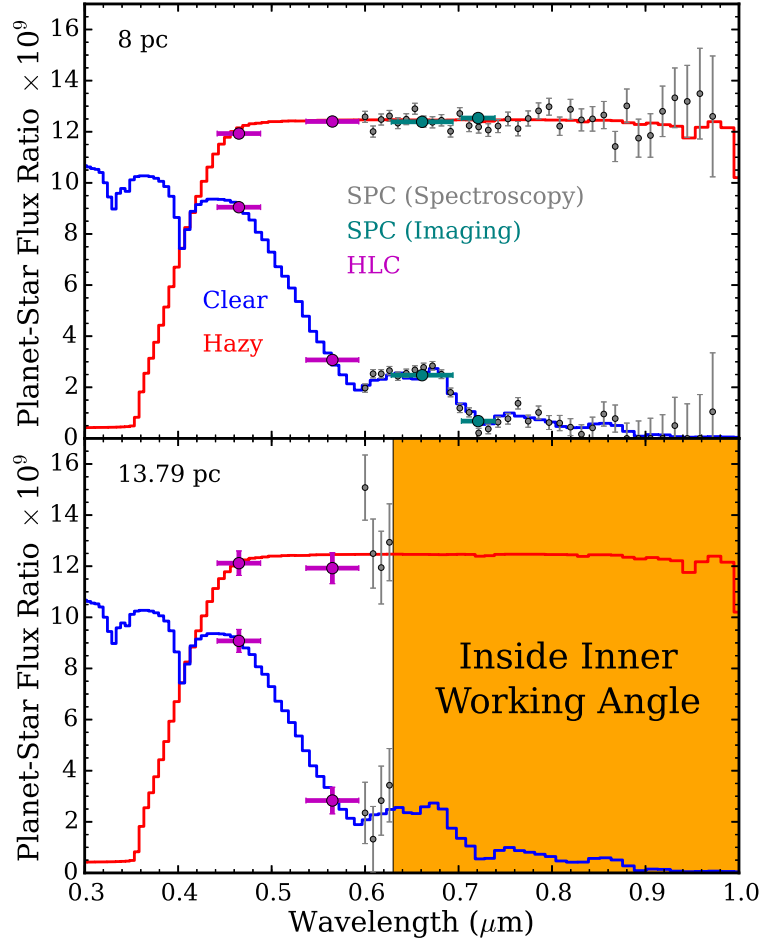 Planet-Star Flux Ratio × 10⁹
16
14
12
10
8
6
4
2
0
8 pc
SPC (Spectroscopy)
SPC (Imaging)
HLC
Clear
Hazy
Planet-Star Flux Ratio × 10⁹
16
14
12
10
8
6
4
2
0
13.79 pc
Inside Inner
Working Angle
0.3 0.4 0.5 0.6 0.7 0.8 0.9 1.0
Wavelength (μm)